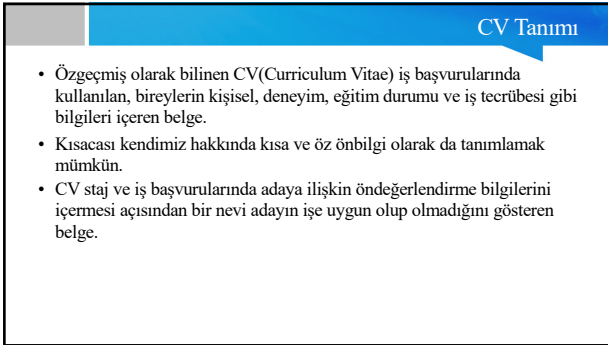 CV Tanımı
• Özgeçmiş olarak bilinen CV(Curriculum Vitae) iş başvurularında
kullanılan, bireylerin kişisel, deneyim, eğitim durumu ve iş tecrübesi gibi
bilgileri içeren belge.
• Kısacası kendimiz hakkında kısa ve öz önbilgi olarak da tanımlamak
mümkün.
• CV staj ve iş başvurularında adaya ilişkin öndeğerlendirme bilgilerini
içermesi açısından bir nevi adayın işe uygun olup olmadığını gösteren
belge.